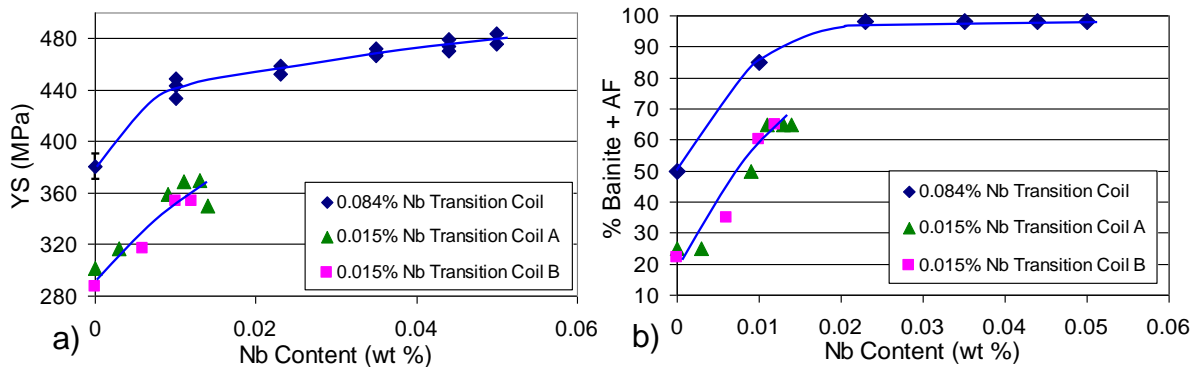 YS (MPa)
480
440
400
360
320
280
0
0.02
0.04
0.06
Nb Content (wt %)
0.084% Nb Transition Coil
0.015% Nb Transition Coil A
0.015% Nb Transition Coil B
a)
% Bainite + AF
100
90
80
70
60
50
40
30
20
10
0
0.01
0.02
0.03
0.04
0.05
0.06
Nb Content (wt %)
0.084% Nb Transition Coil
0.015% Nb Transition Coil A
0.015% Nb Transition Coil B
b)